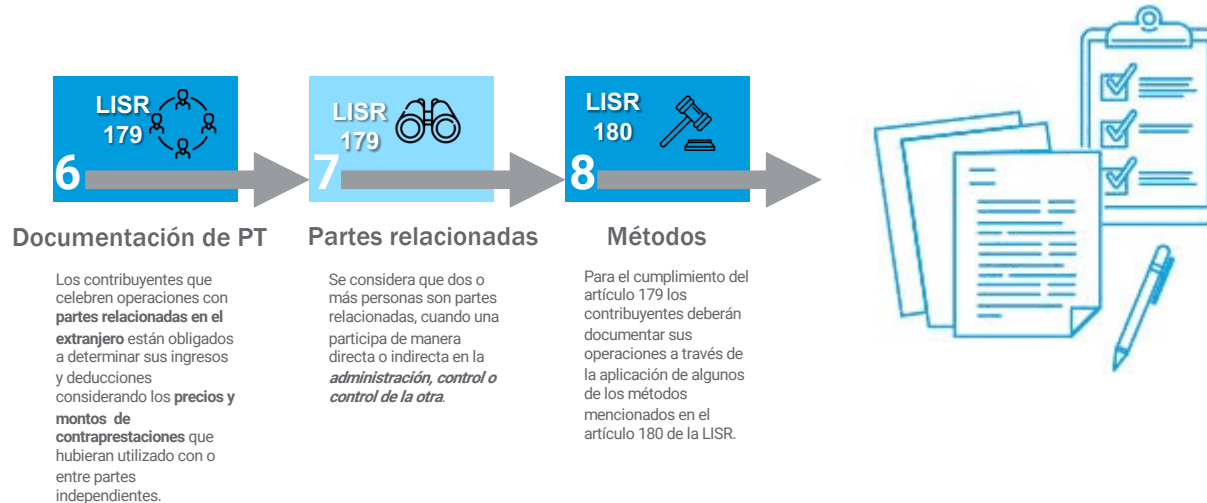 LISR
179
6
Documentación de PT
Los contribuyentes que
celebren operaciones con
partes relacionadas en el
extranjero están obligados
a determinar sus ingresos
y deducciones
considerando los precios y
montos de
contraprestaciones que
hubieran utilizado con o
entre partes
independientes.
LISR
179
7
Partes relacionadas
Se considera que dos o
más personas son partes
relacionadas, cuando una
participa de manera
directa o indirecta en la
administración, control o
control de la otra.
LISR
180
8
Métodos
Para el cumplimiento del
artículo 179 los
contribuyentes deberán
documentar sus
operaciones a través de
la aplicación de algunos
de los métodos
mencionados en el
artículo 180 de la LISR.